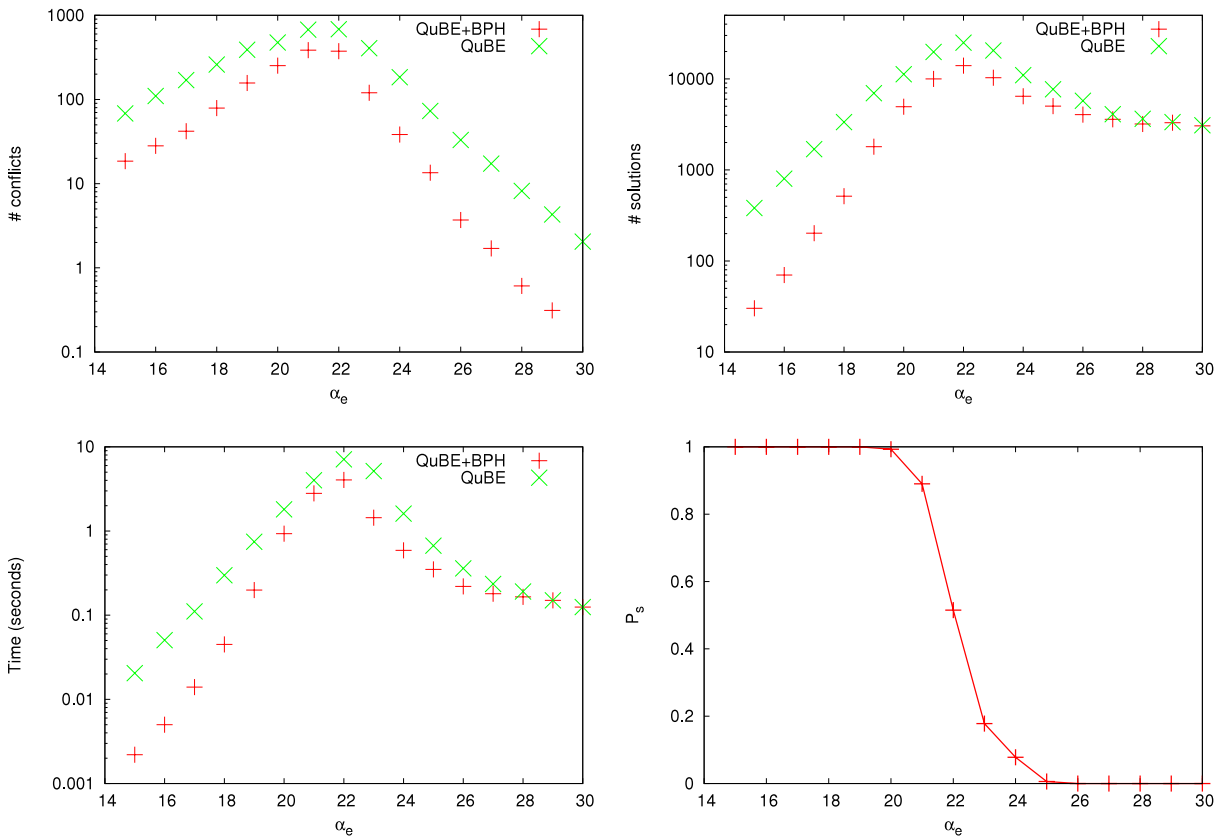 1000
100
10
1
0.1
# conflicts
14 16 18 20 22 24 26 28 30
αe
QuBE+BPH
QuBE
10000
1000
100
10
# solutions
14 16 18 20 22 24 26 28 30
αe
QuBE+BPH
QuBE
10
1
0.1
0.01
0.001
Time (seconds)
14 16 18 20 22 24 26 28 30
αe
QuBE+BPH
QuBE
1
0.8
0.6
0.4
0.2
0
P_s
14 16 18 20 22 24 26 28 30
αe